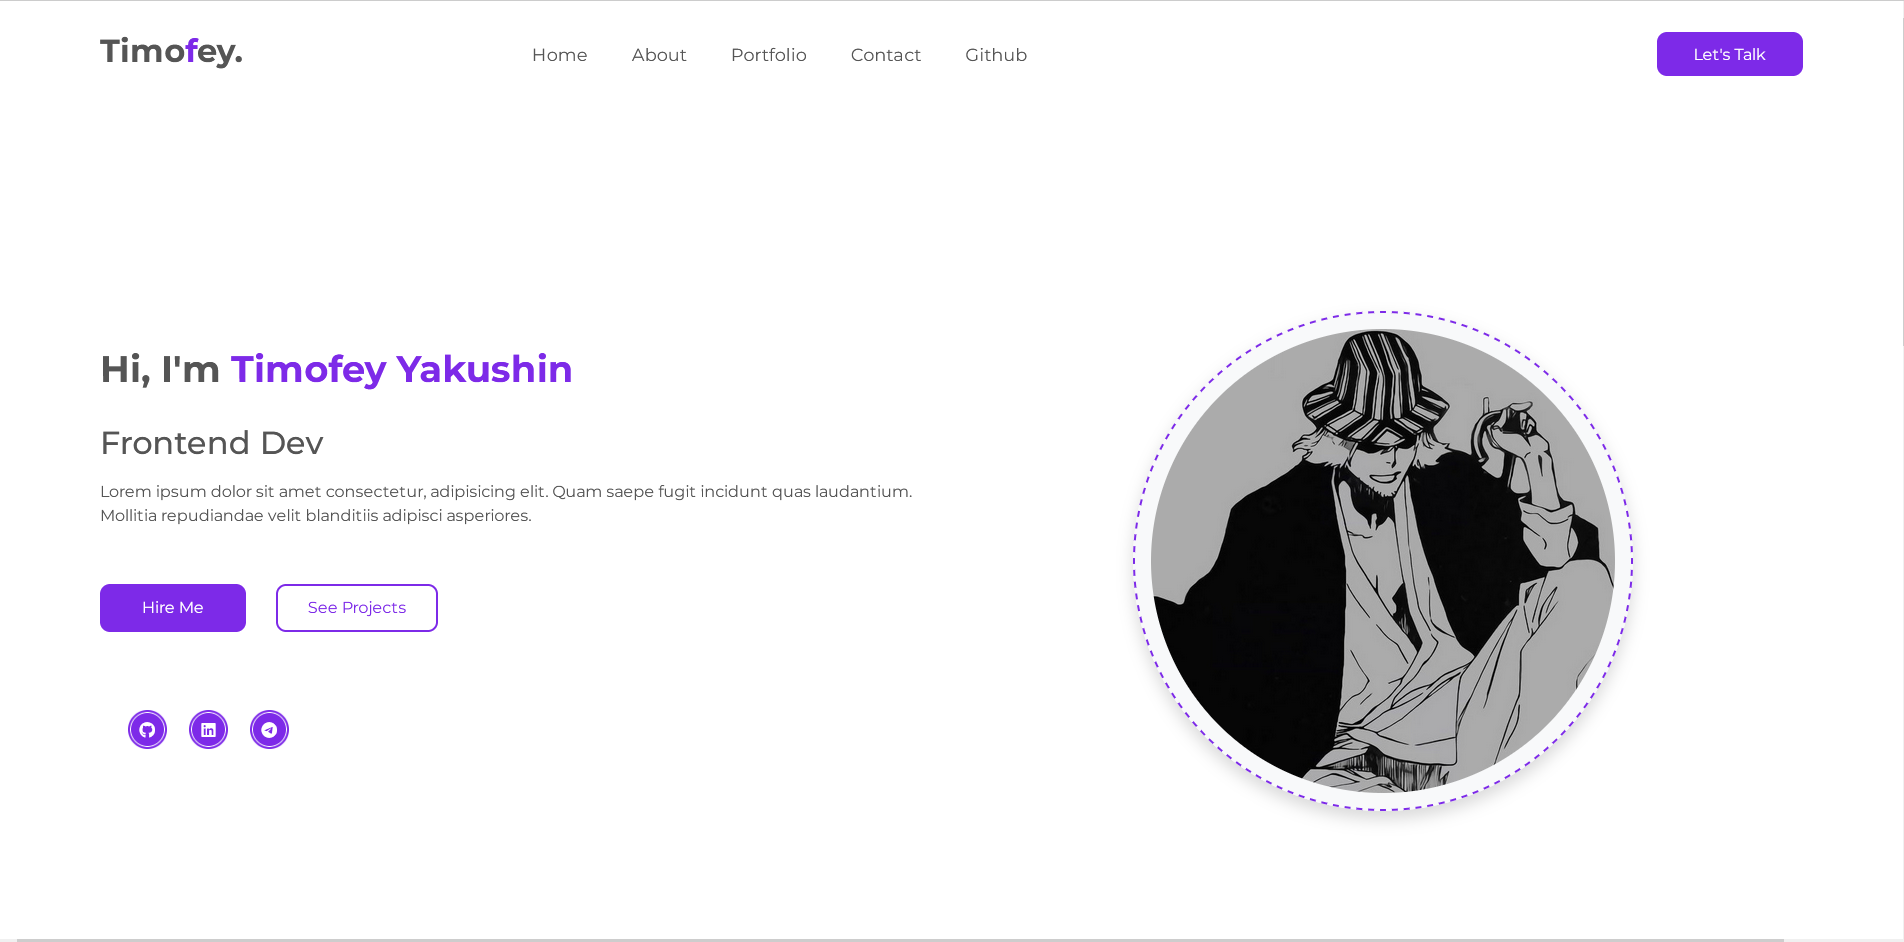 Timofey.
Home
About
Portfolio
Contact
Github
Let's Talk
Hi, I'm Timofey Yakushin
Frontend Dev
Lorem ipsum dolor sit amet consectetur, adipisicing elit. Quam saepe fugit incidunt quas laudantium.
Mollitia repudiandae velit blanditiis adipisci asperiores.
Hire Me
See Projects